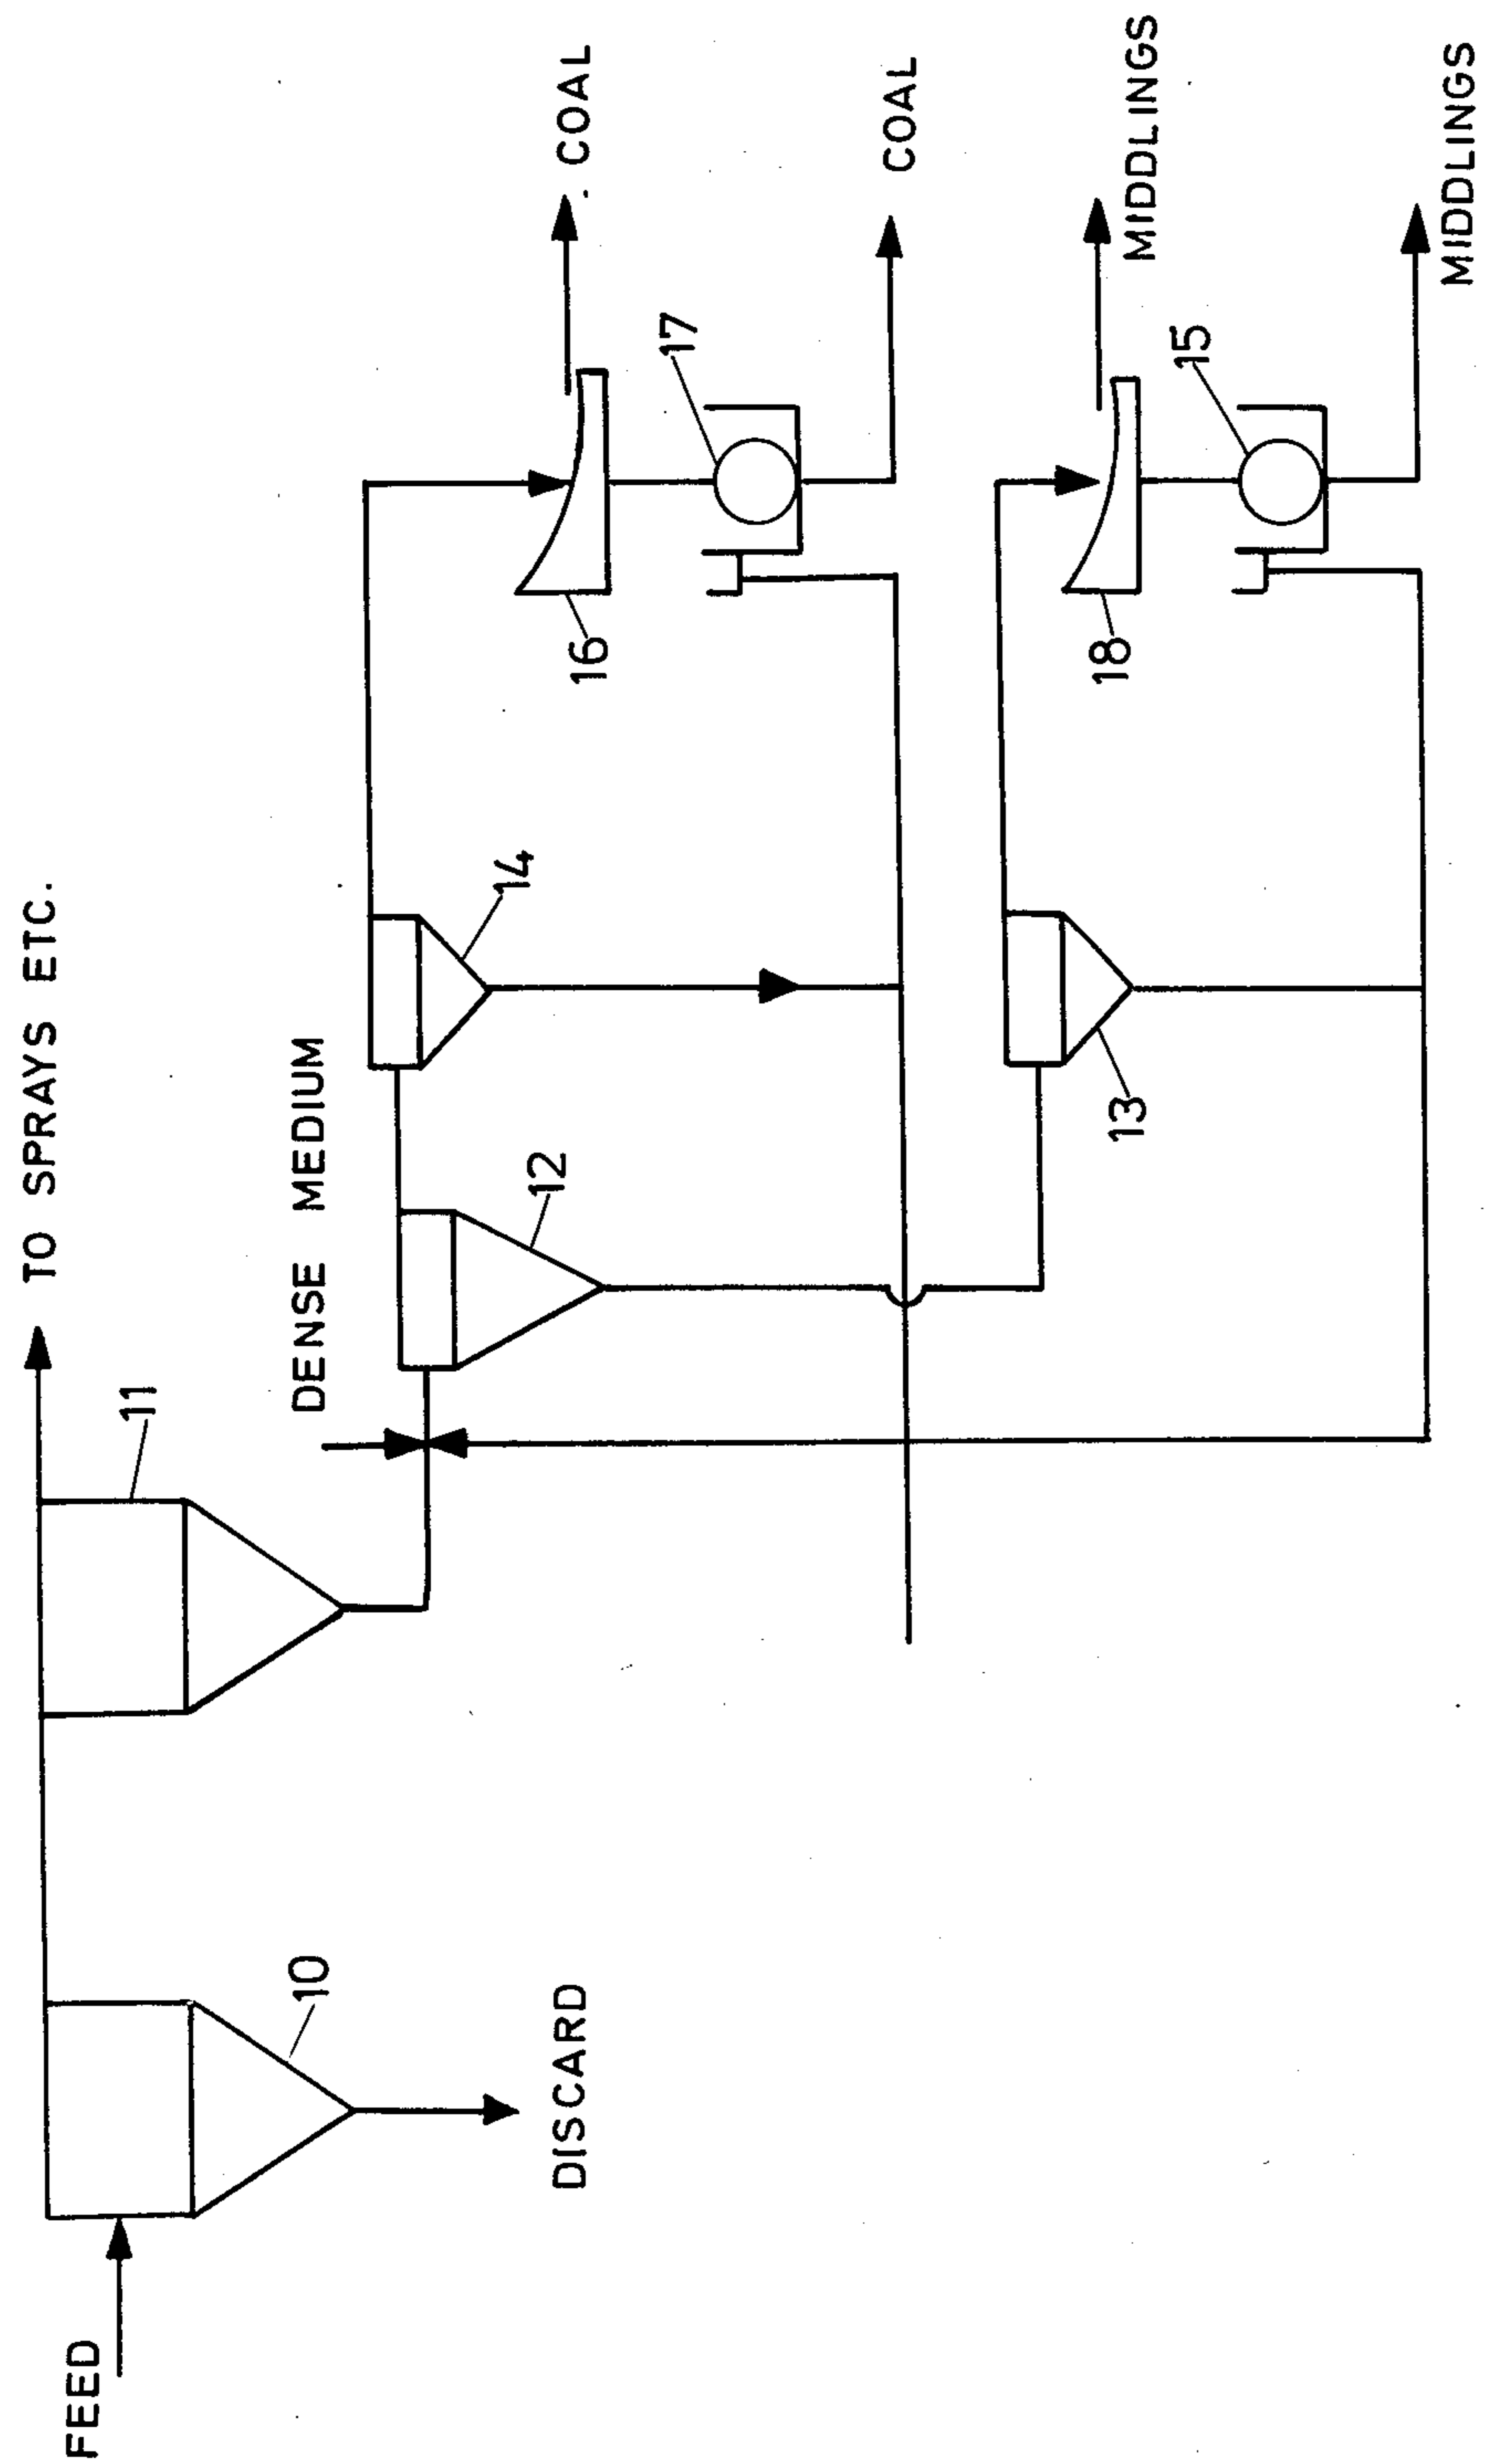 TO SPRAYS ETC.
FEED
11
10
DISCARD
DENSE MEDIUM
12
14
13
16
17
18
15
COAL
COAL
MIDDLINGS
MIDDLINGS